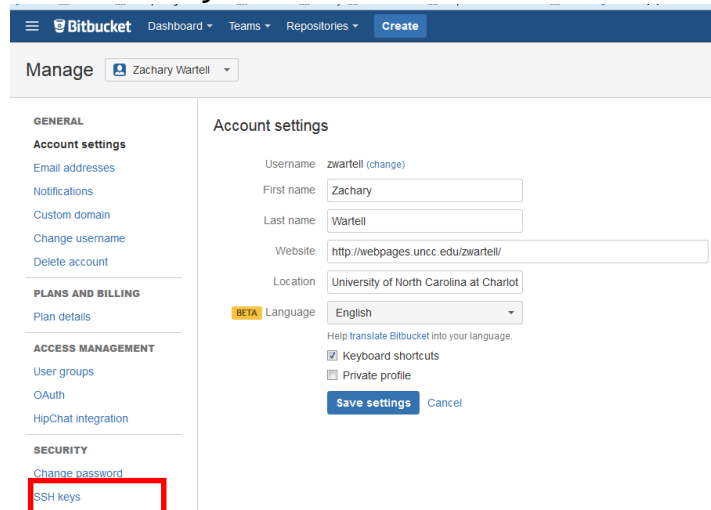 Bitbucket Dashboard Teams Repositories Create
Manage Zachary Wartell
GENERAL
Account settings
Email addresses
Notifications
Custom domain
Change username
Delete account
PLANS AND BILLING
Plan details
ACCESS MANAGEMENT
User groups
OAuth
HipChat integration
SECURITY
Change password
SSH keys
Account settings
Username zwartell (change)
First name Zachary
Last name Wartell
Website http://webpages.uncc.edu/zwartell/
Location University of North Carolina at Charlot
BETA Language English
Help translate Bitbucket into your language.
Keyboard shortcuts
Private profile
Save settings Cancel